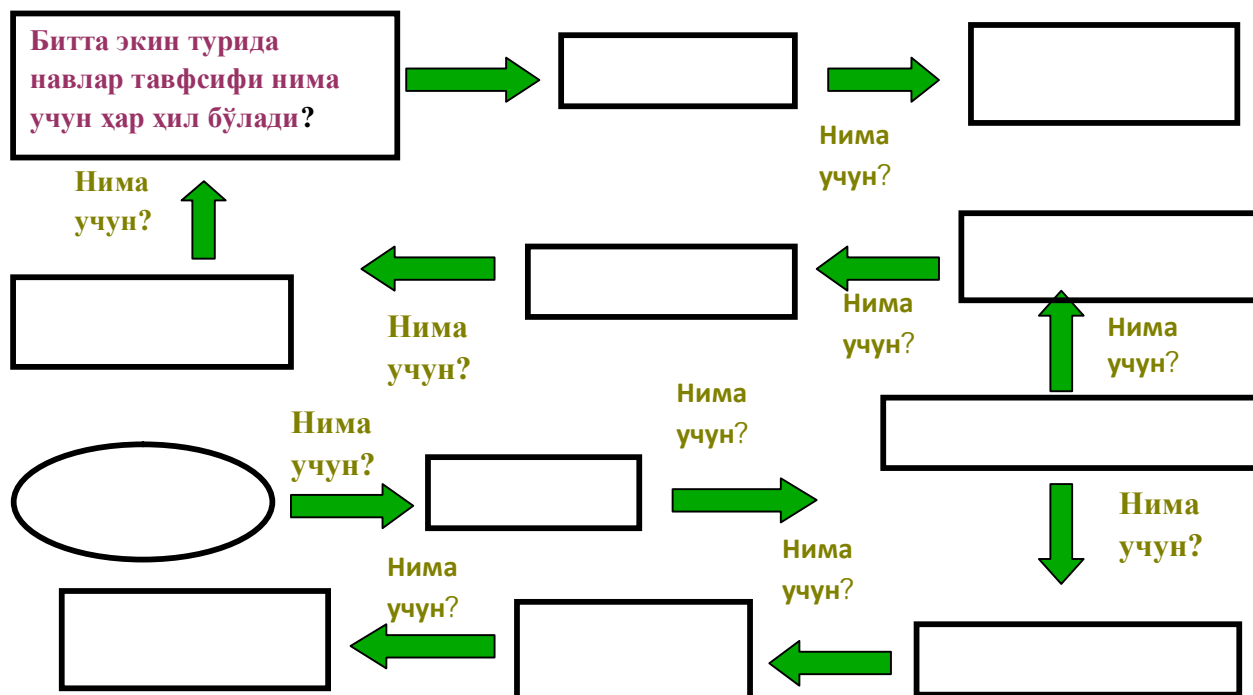 Битта экин турида
навлар тавфсифи нима
учун ҳар ҳил бўлади?
Нима
учун?
Нима
учун?
Нима
учун?
Нима
учун?
Нима
учун?
Нима
учун?
Нима
учун?
Нима
учун?
Нима
учун?
Нима
учун?